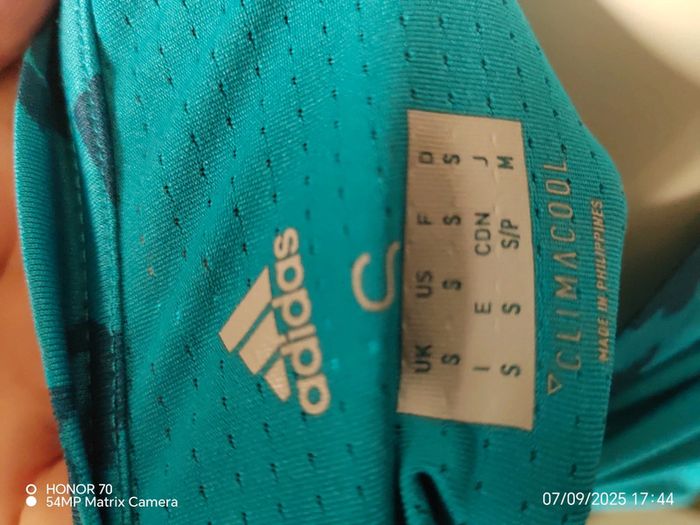 adidas
S
UK US F D
S S S S
I E CDN J
S S S/P M
CLIMACOOL
MADE IN PHILIPPINES
HONOR 70
54MP Matrix Camera
07/09/2025 17:44